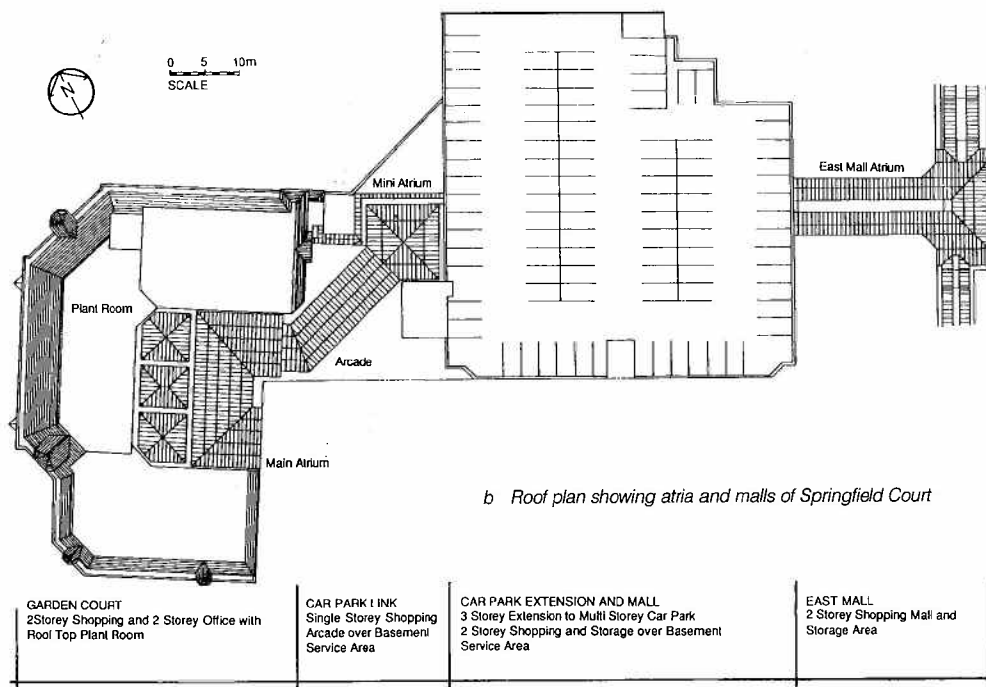 0 5 10m
SCALE
N
Mini Atrium
East Mall Atrium
Plant Room
Arcade
Main Atrium
b Roof plan showing atria and malls of Springfield Court
GARDEN COURT
2Storey Shopping and 2 Storey Office with
Roof Top Plant Room
CAR PARK LINK
Single Storey Shopping
Arcade over Basement
Service Area
CAR PARK EXTENSION AND MALL
3 Storey Extension to Multi Storey Car Park
2 Storey Shopping and Storage over Basement
Service Area
EAST MALL
2 Storey Shopping Mall and
Storage Area